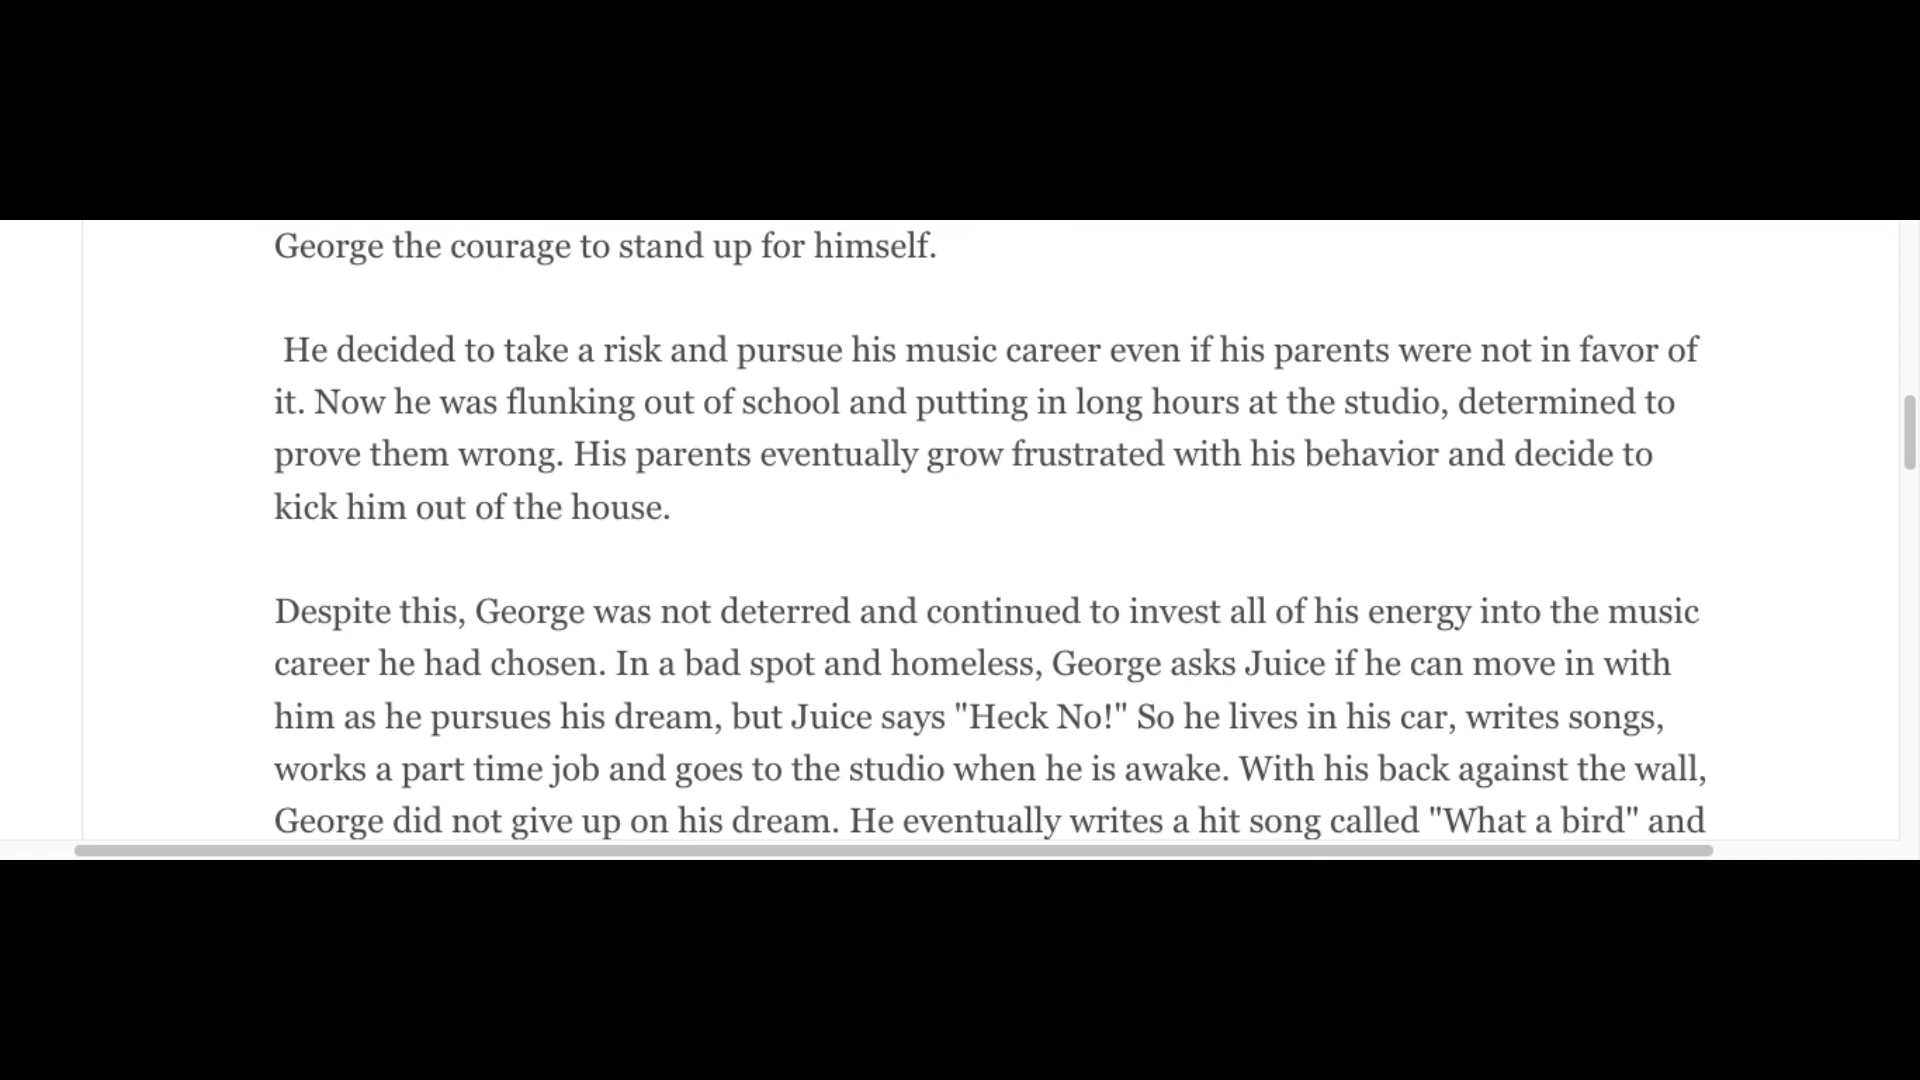 George the courage to stand up for himself.
He decided to take a risk and pursue his music career even if his parents were not in favor of
it. Now he was flunking out of school and putting in long hours at the studio, determined to
prove them wrong. His parents eventually grow frustrated with his behavior and decide to
kick him out of the house.
Despite this, George was not deterred and continued to invest all of his energy into the music
career he had chosen. In a bad spot and homeless, George asks Juice if he can move in with
him as he pursues his dream, but Juice says "Heck No!" So he lives in his car, writes songs,
works a part time job and goes to the studio when he is awake. With his back against the wall,
George did not give up on his dream. He eventually writes a hit song called "What a bird" and